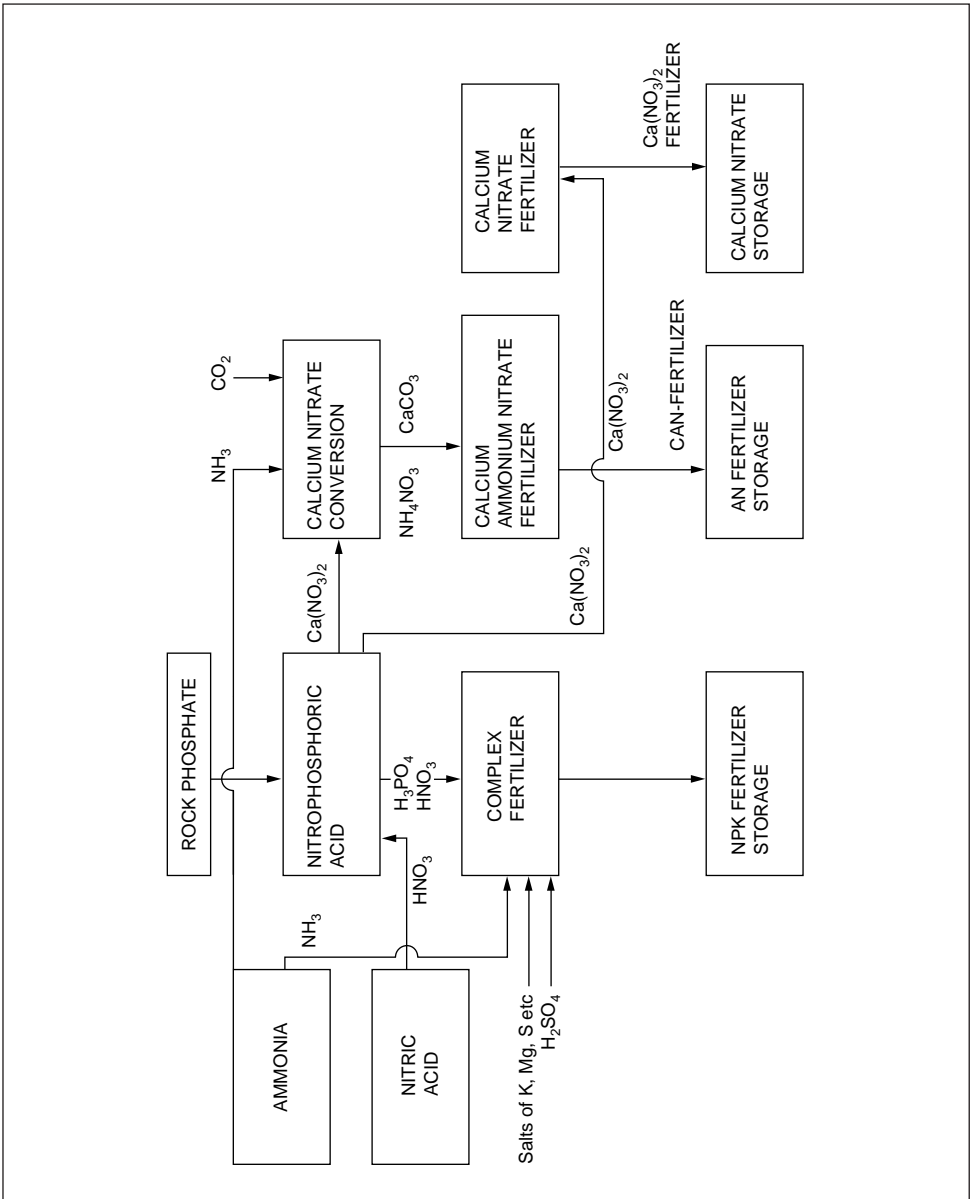 ROCK PHOSPHATE
AMMONIA
NH₃
NH₃
CO₂
NITROPHOSPHORIC
ACID
Ca(NO₃)₂
CALCIUM NITRATE
CONVERSION
NITRIC
ACID
HNO₃
H₃PO₄
HNO₃
NH₄NO₃
CaCO₃
Salts of K, Mg, S etc
H₂SO₄
COMPLEX
FERTILIZER
CALCIUM
AMMONIUM NITRATE
FERTILIZER
CALCIUM
NITRATE
FERTILIZER
Ca(NO₃)₂
Ca(NO₃)₂
CAN-FERTILIZER
Ca(NO₃)₂
FERTILIZER
NPK FERTILIZER
STORAGE
AN FERTILIZER
STORAGE
CALCIUM NITRATE
STORAGE